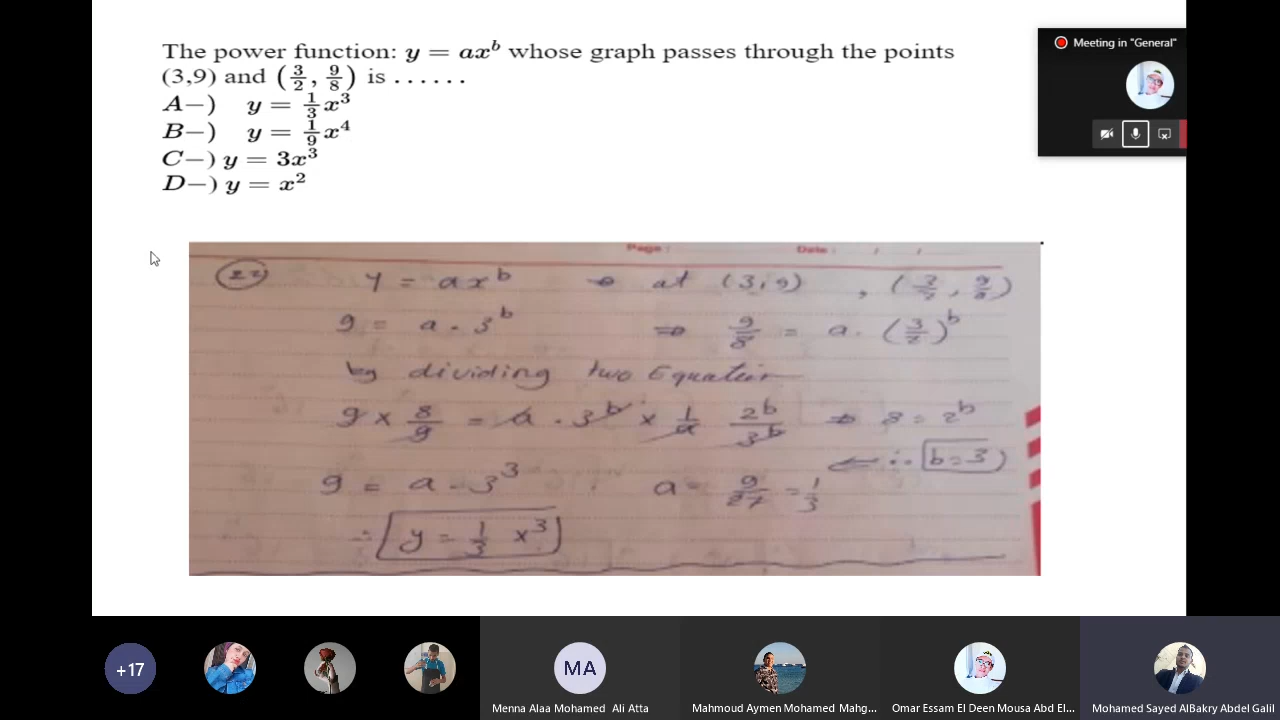 The power function: y = ax^b whose graph passes through the points
(3,9) and (3/2, 9/8) is . . . . . .
A−) y = 1/3 x^3
B−) y = 1/9 x^4
C−) y = 3x^3
D−) y = x^2
Meeting in "General"
Page : Date : / /
22 y = ax^b ⇒ at (3,9) , (3/2, 9/8)
9 = a · 3^b ⇒ 9/8 = a · (3/2)^b
by dividing two Equation
9 × 8/9 = a · 3^b × 1/a 2^b/3^b ⇒ 8 = 2^b
⇐ ∴ b = 3
9 = a · 3^3 a = 9/27 = 1/3
∴ y = 1/3 x^3
+17
MA
Menna Alaa Mohamed Ali Atta
Mahmoud Aymen Mohamed Mahg...
Omar Essam El Deen Mousa Abd El...
Mohamed Sayed AlBakry Abdel Galil